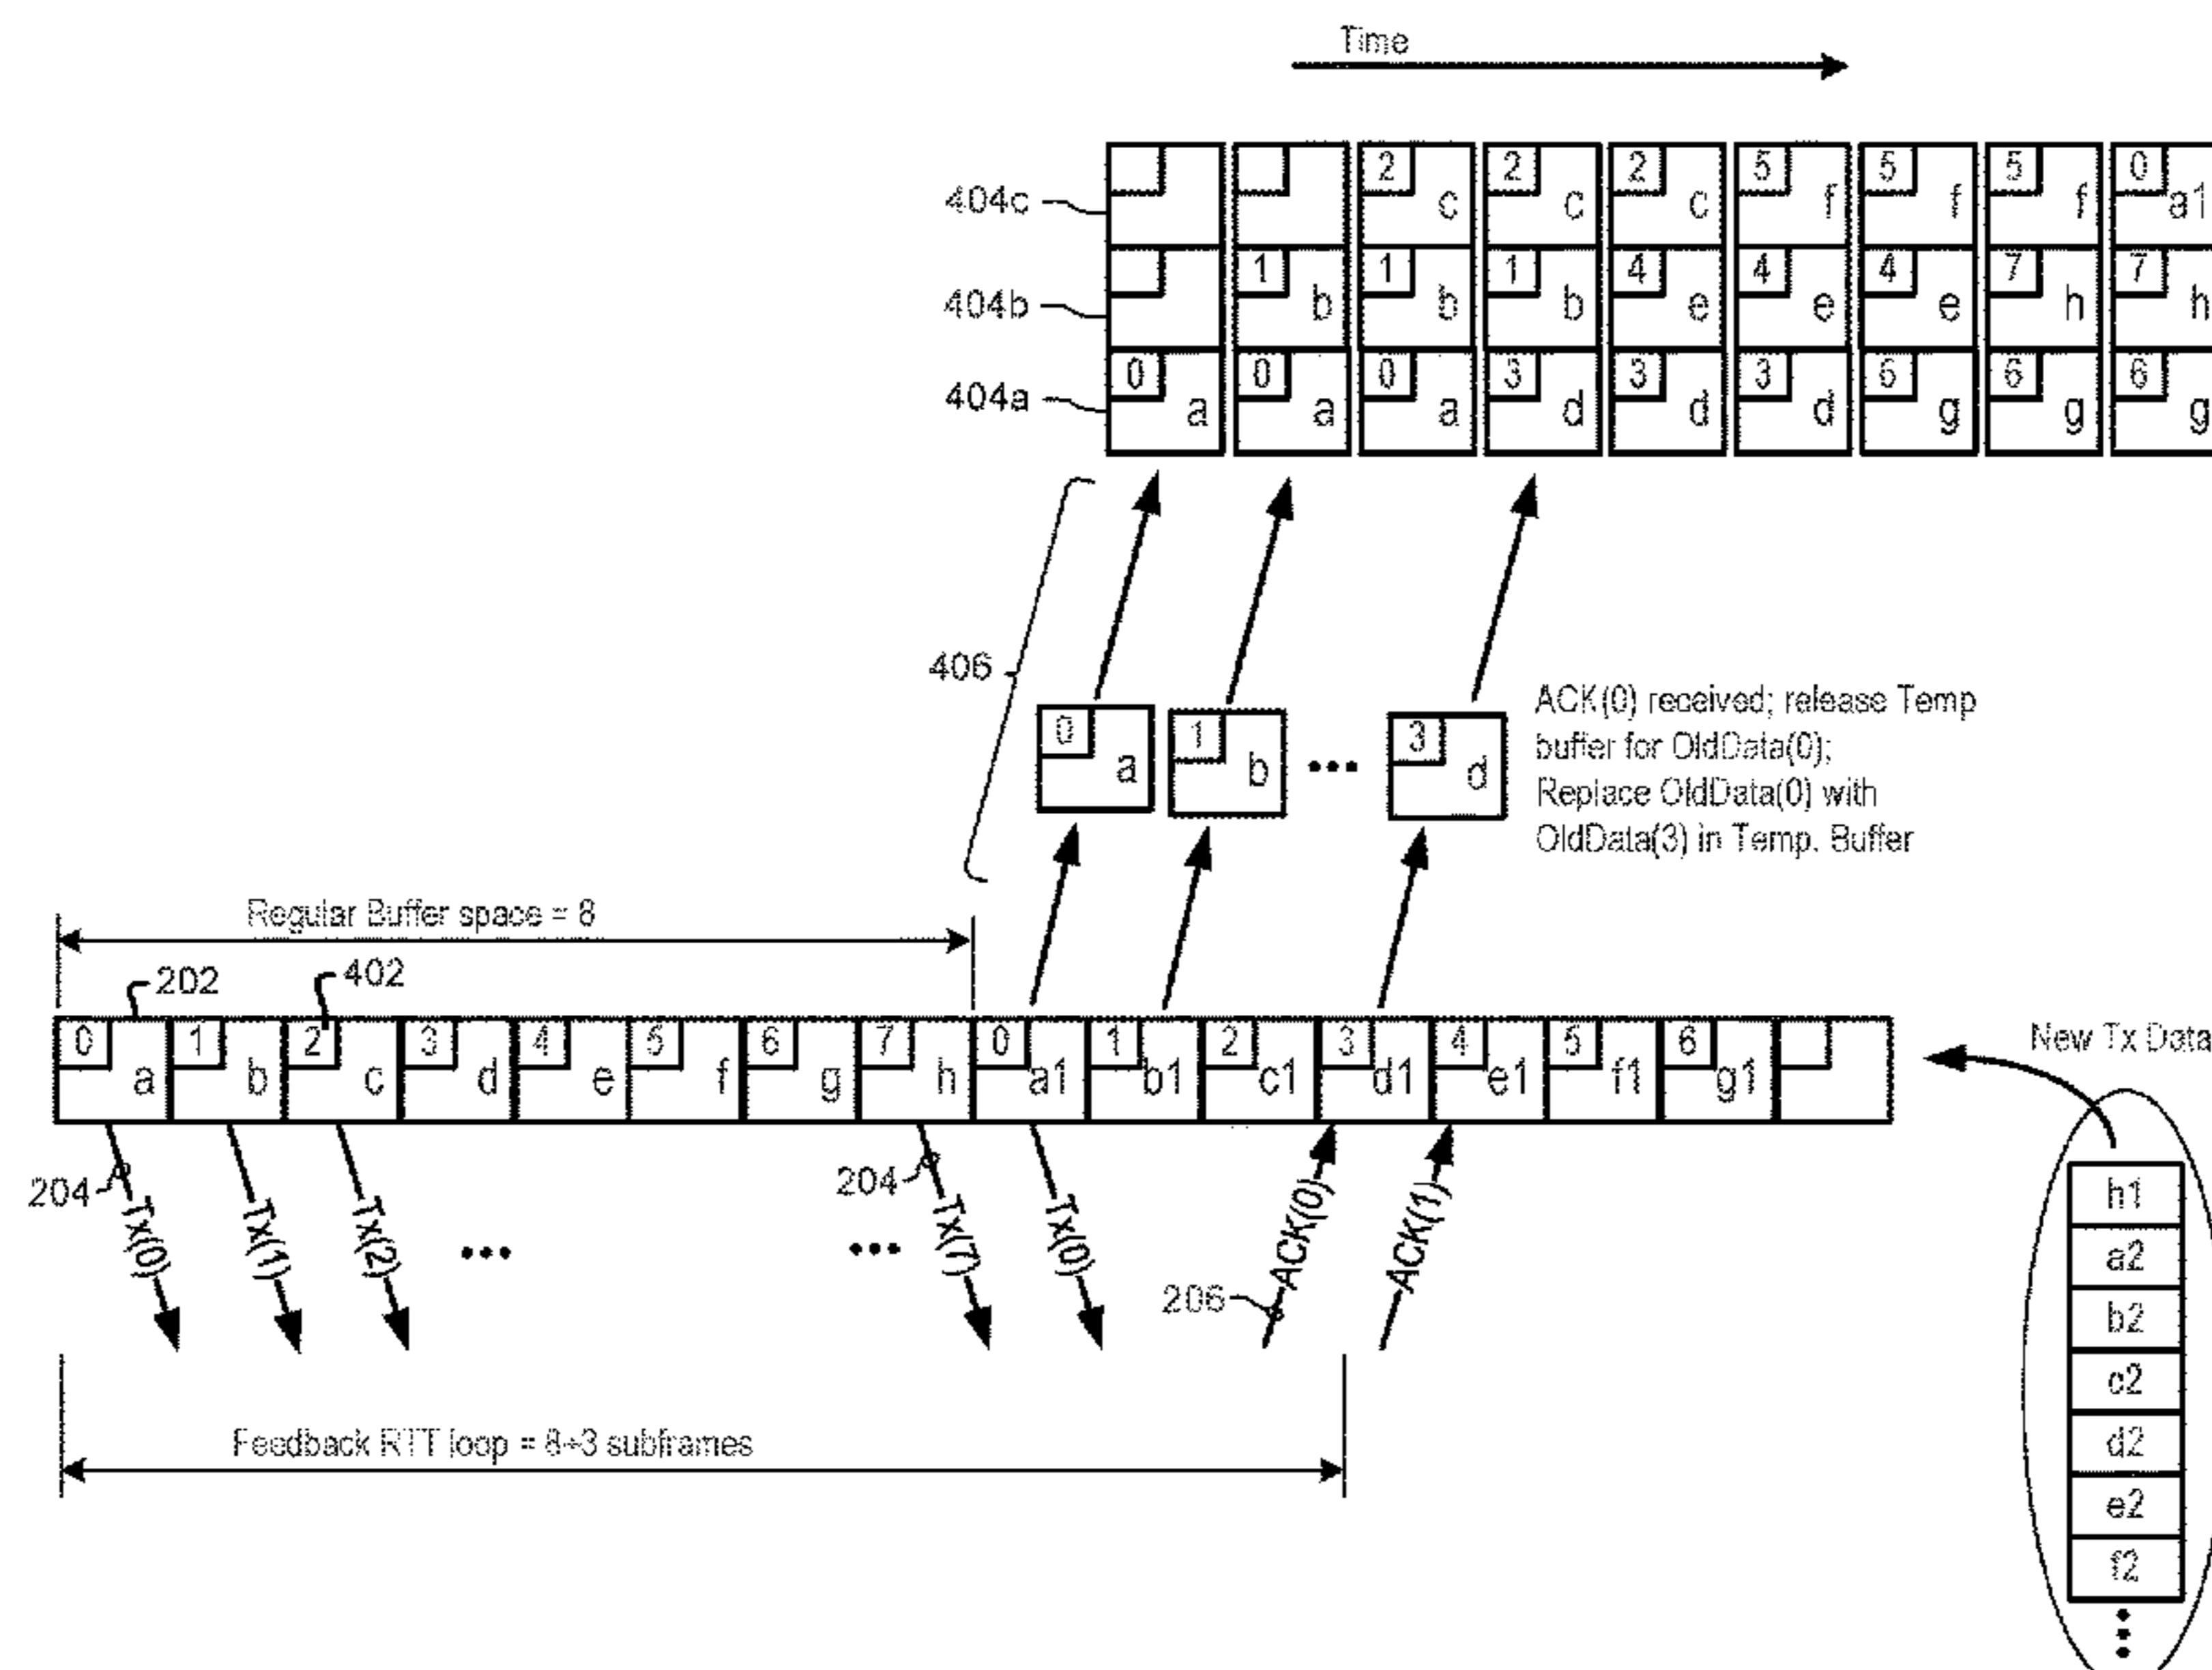 Time
2 2 2 5 5 5 0
404c c c c f f f a1
1 1 1 4 4 4 7 7
404b b b b e e e h h
0 0 0 3 3 3 6 6 6
404a a a a d d d g g g
406
0 1 3
a b ••• d
ACK(0) received; release Temp
buffer for OldData(0);
Replace OldData(0) with
OldData(3) in Temp. Buffer
Regular Buffer space = 8
202 402
0 1 2 3 4 5 6 7 0 1 2 3 4 5 6
a b c d e f g h a1 b1 c1 d1 e1 f1 g1
New Tx Data
204 Tx(0) Tx(1) Tx(2) ••• ••• 204 Tx(7) Tx(0) 206 ACK(0) ACK(1)
h1
a2
b2
c2
d2
e2
f2
Feedback RTT loop = 8+3 subframes